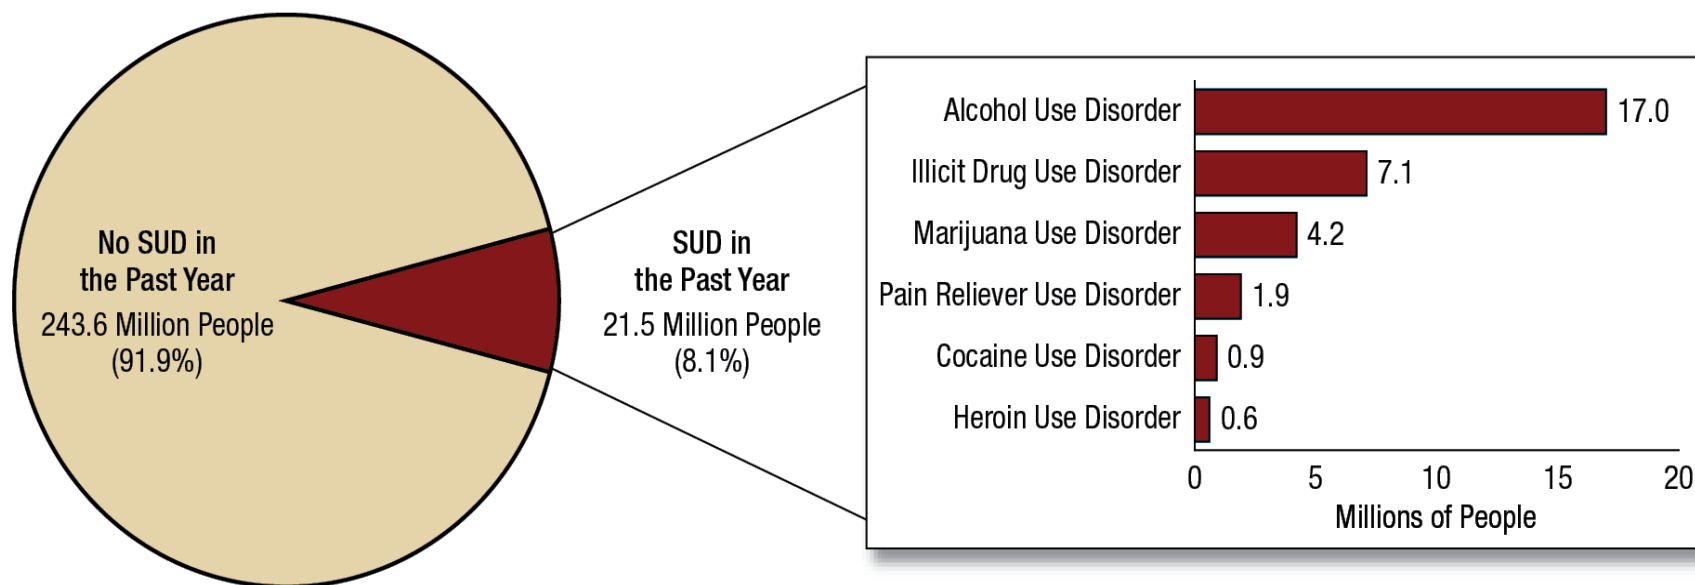 No SUD in
the Past Year
243.6 Million People
(91.9%)
SUD in
the Past Year
21.5 Million People
(8.1%)
Alcohol Use Disorder 17.0
Illicit Drug Use Disorder 7.1
Marijuana Use Disorder 4.2
Pain Reliever Use Disorder 1.9
Cocaine Use Disorder 0.9
Heroin Use Disorder 0.6
0 5 10 15 20
Millions of People